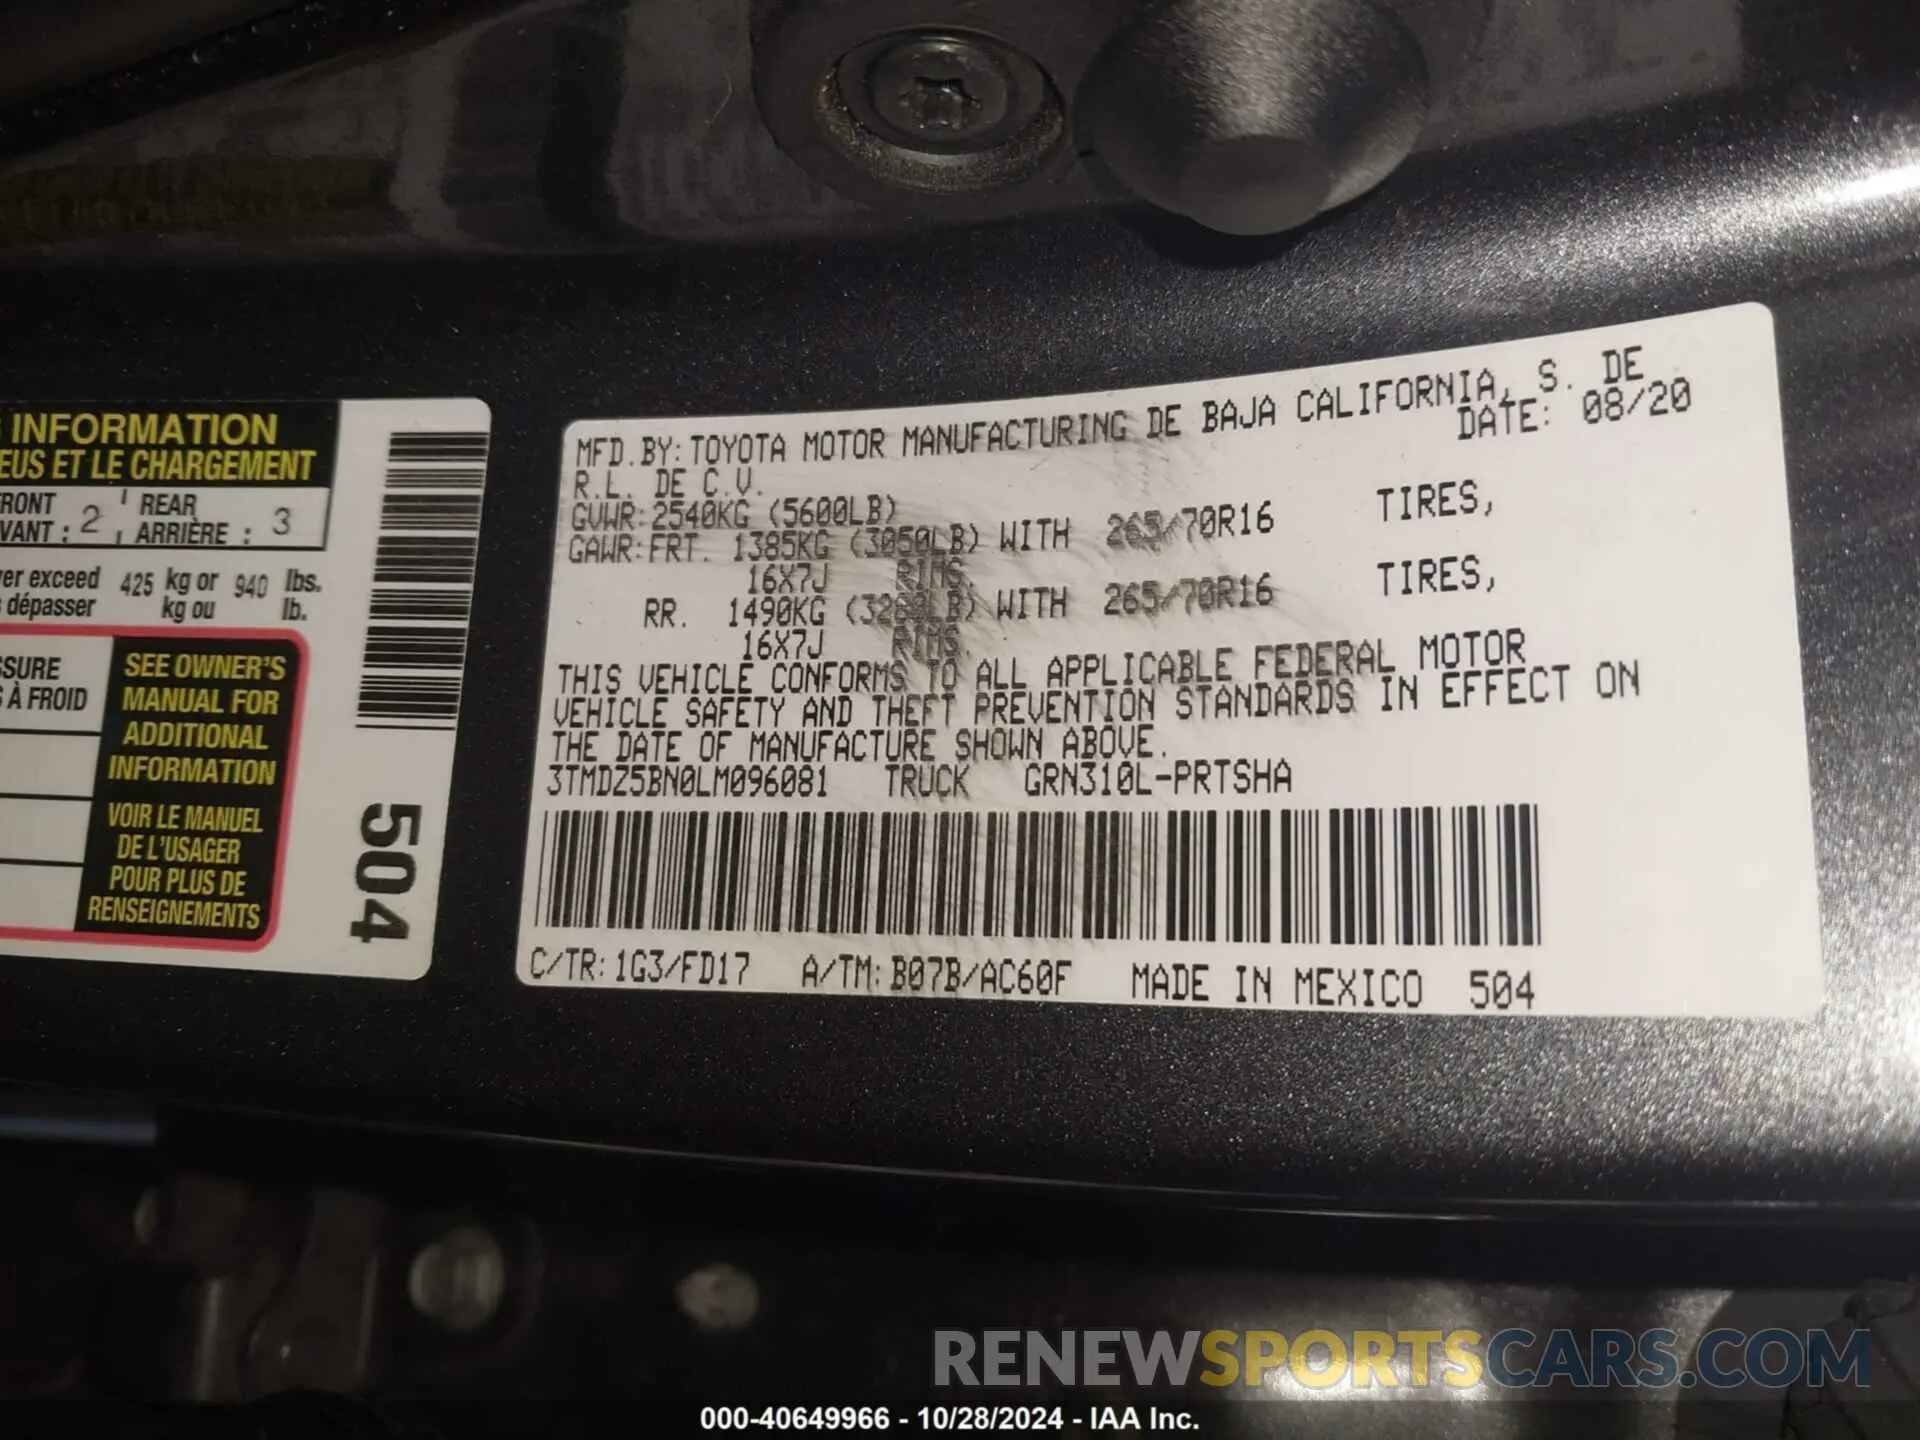 INFORMATION
EUS ET LE CHARGEMENT
RONT
VANT : 2
REAR
ARRIÈRE : 3
er exceed 425 kg or 940 lbs.
dépasser kg ou lb.
SSURE
À FROID
SEE OWNER'S
MANUAL FOR
ADDITIONAL
INFORMATION
VOIR LE MANUEL
DE L'USAGER
POUR PLUS DE
RENSEIGNEMENTS
504
MFD.BY:TOYOTA MOTOR MANUFACTURING DE BAJA CALIFORNIA, S. DE
R.L. DE C.V. DATE: 08/20
GVWR:2540KG (5600LB)
GAWR:FRT. 1385KG (3050LB) WITH 265/70R16 TIRES,
16X7J RIMS.
RR. 1490KG (3280LB) WITH 265/70R16 TIRES,
16X7J RIMS.
THIS VEHICLE CONFORMS TO ALL APPLICABLE FEDERAL MOTOR
VEHICLE SAFETY AND THEFT PREVENTION STANDARDS IN EFFECT ON
THE DATE OF MANUFACTURE SHOWN ABOVE.
3TMDZ5BN0LM096081 TRUCK GRN310L-PRTSHA
C/TR:1G3/FD17 A/TM:B07B/AC60F MADE IN MEXICO 504
RENEWSPORTSCARS.COM
000-40649966 - 10/28/2024 - IAA Inc.